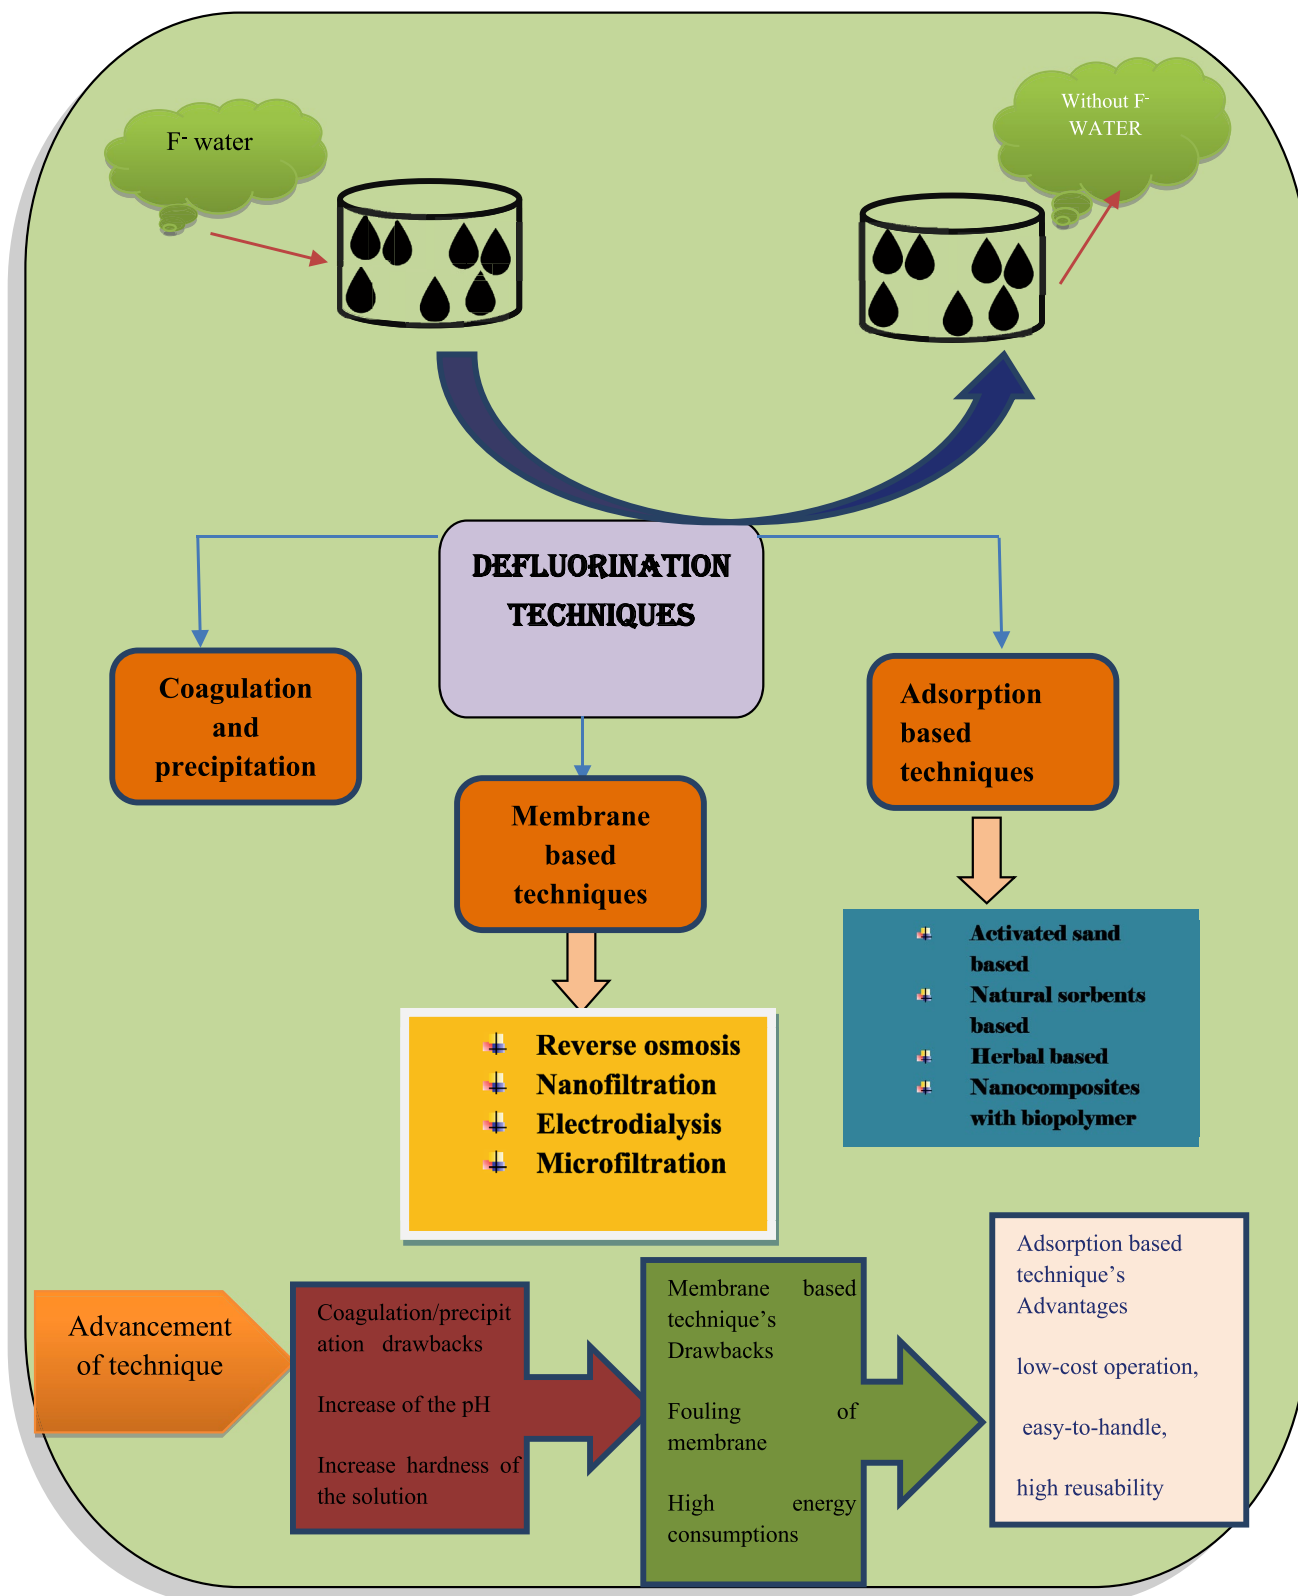 F- water
Without F-
WATER
DEFLUORINATION
TECHNIQUES
Coagulation
and
precipitation
Membrane
based
techniques
Adsorption
based
techniques
Reverse osmosis
Nanofiltration
Electrodialysis
Microfiltration
Activated sand
based
Natural sorbents
based
Herbal based
Nanocomposites
with biopolymer
Advancement
of technique
Coagulation/precipit
ation drawbacks
Increase of the pH
Increase hardness of
the solution
Membrane based
technique’s
Drawbacks
Fouling of
membrane
High energy
consumptions
Adsorption based
technique’s
Advantages
low-cost operation,
easy-to-handle,
high reusability